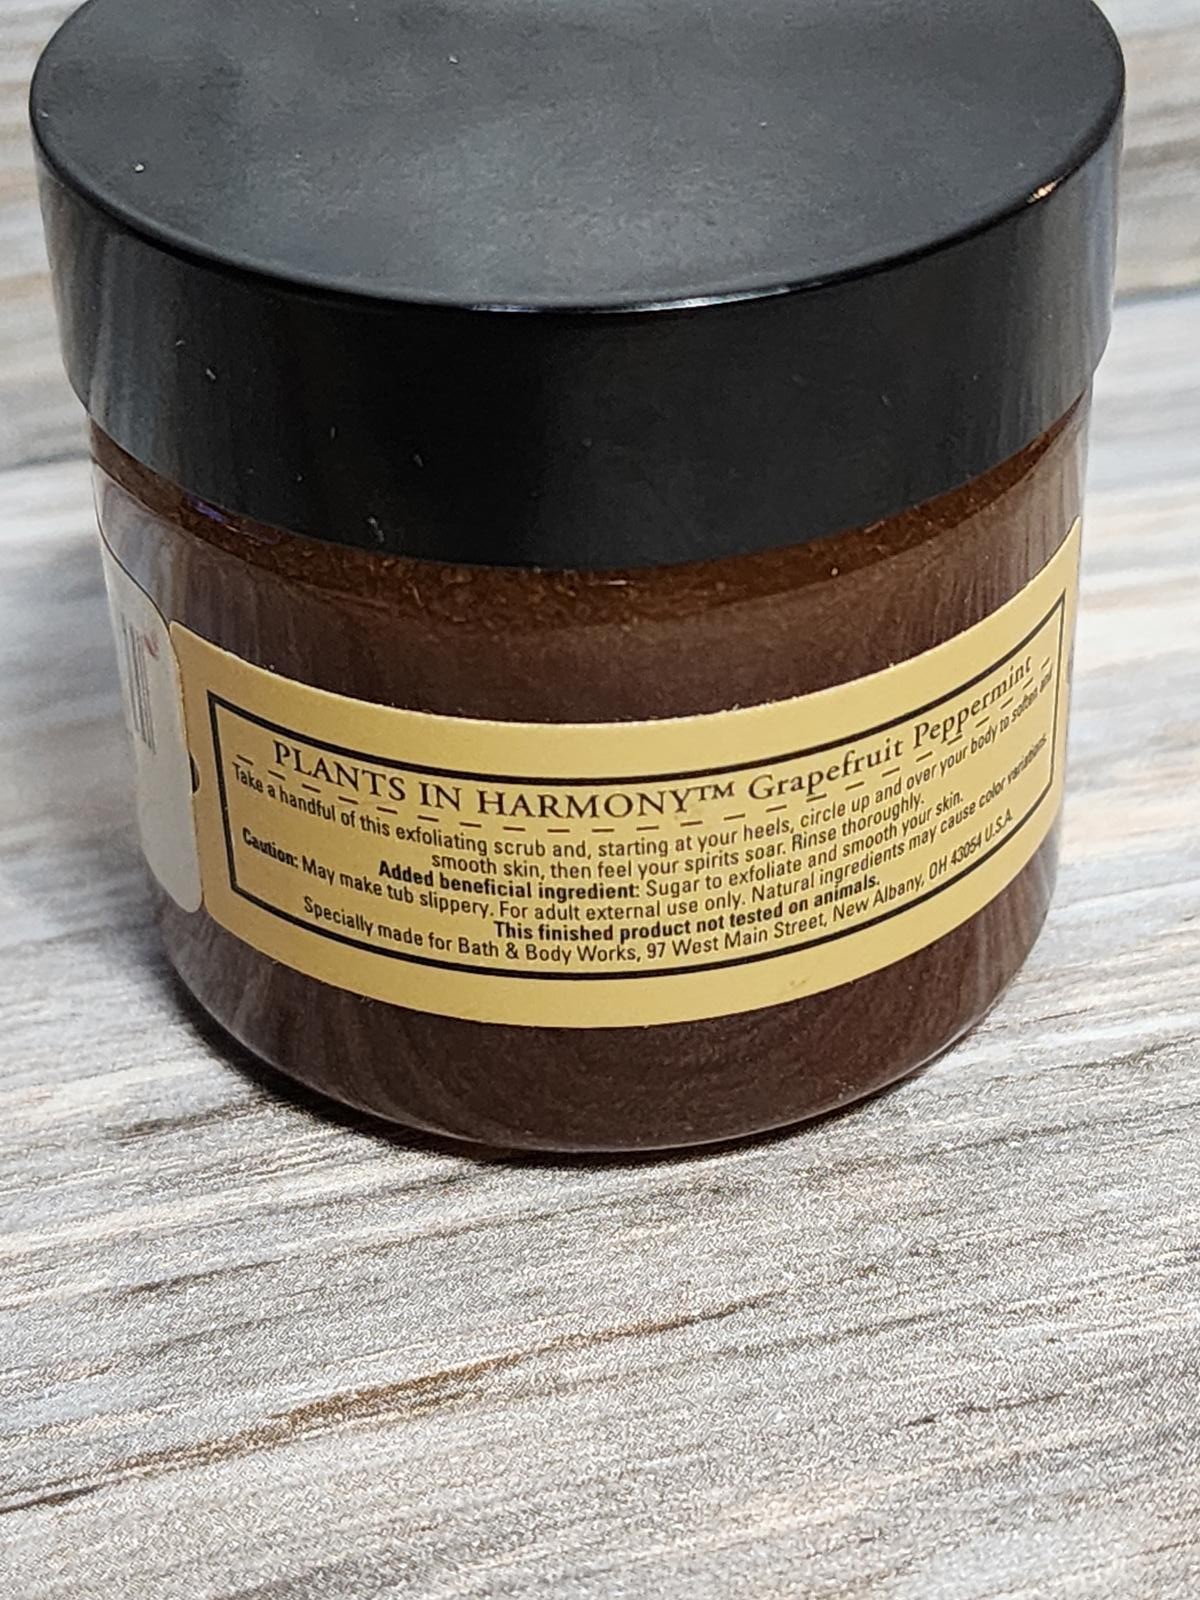 PLANTS IN HARMONY™ Grapefruit Peppermint
Take a handful of this exfoliating scrub and, starting at your heels, circle up and over your body to soften and
smooth skin, then feel your spirits soar. Rinse thoroughly.
Added beneficial ingredient: Sugar to exfoliate and smooth your skin.
Caution: May make tub slippery. For adult external use only. Natural ingredients may cause color variations.
This finished product not tested on animals.
Specially made for Bath & Body Works, 97 West Main Street, New Albany, OH 43054 U.S.A.